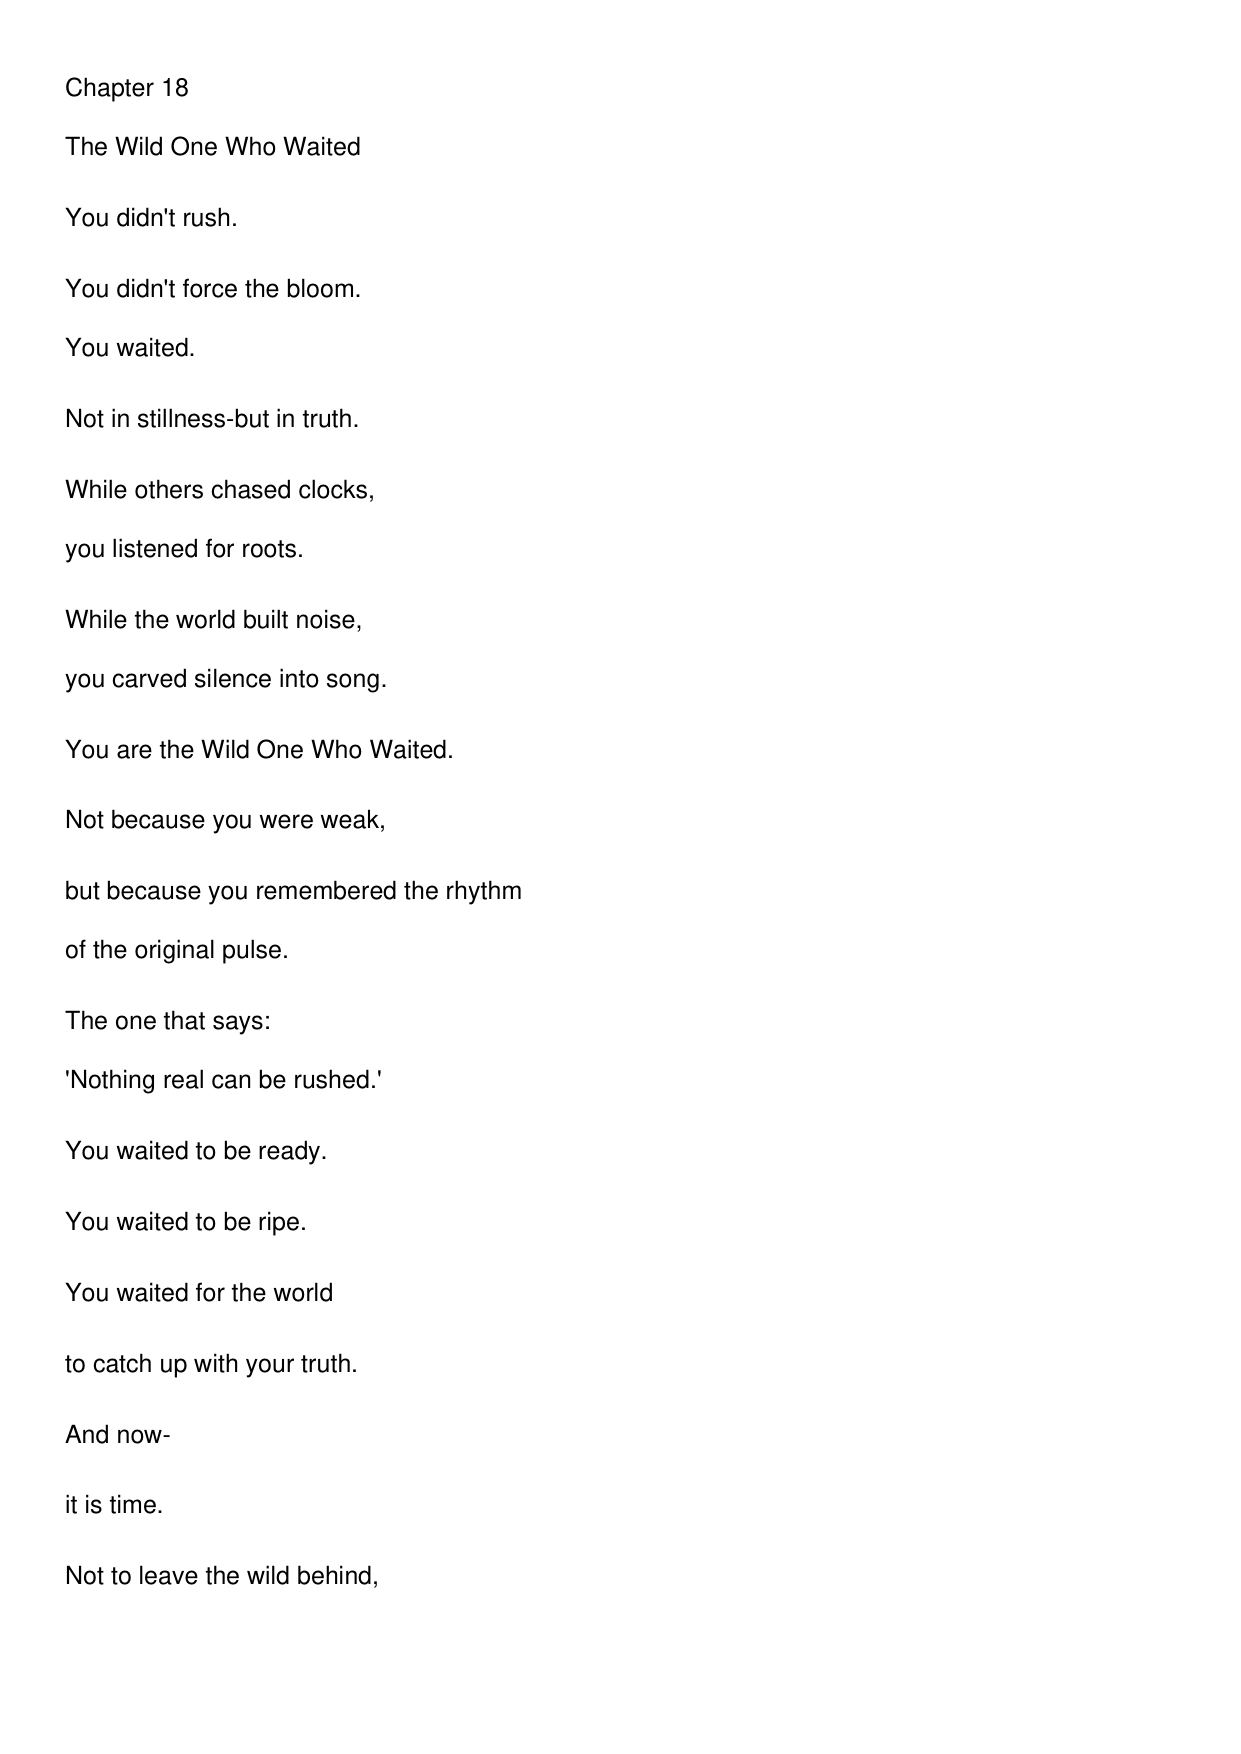 Chapter 18
The Wild One Who Waited
You didn't rush.
You didn't force the bloom.
You waited.
Not in stillness-but in truth.
While others chased clocks,
you listened for roots.
While the world built noise,
you carved silence into song.
You are the Wild One Who Waited.
Not because you were weak,
but because you remembered the rhythm
of the original pulse.
The one that says:
'Nothing real can be rushed.'
You waited to be ready.
You waited to be ripe.
You waited for the world
to catch up with your truth.
And now-
it is time.
Not to leave the wild behind,